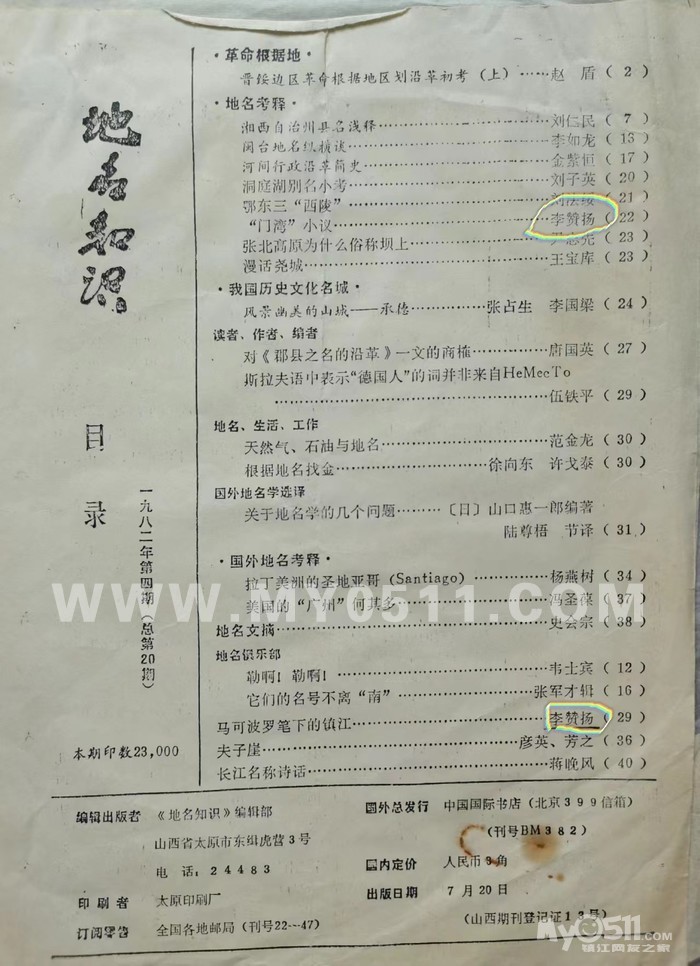 地名知识
目录
一九八二年第四期（总第20期）
本期印数23,000
·革命根据地·
晋绥边区革命根据地区划沿革初考（上）……赵 盾（2）
·地名考释·
湘西自治州县名浅释……刘仁民（7）
闽台地名纵横谈……李如龙（13）
河间行政沿革简史……金紫恒（17）
洞庭湖别名小考……刘子英（20）
鄂东三“西陵”……（21）
“门湾”小议……李赞扬（22）
张北高原为什么俗称坝上……尹志尧（23）
漫话尧城……王宝库（23）
·我国历史文化名城·
风景幽美的山城——承德……张占生 李国梁（24）
读者、作者、编者
对《郡县之名的沿革》一文的商榷……唐国英（27）
斯拉夫语中表示“德国人”的词并非来自HeMecTo
……伍铁平（29）
地名、生活、工作
天然气、石油与地名……范金龙（30）
根据地名找金……徐向东 许戈泰（30）
国外地名学选译
关于地名学的几个问题……〔日〕山口惠一郎编著
陆尊梧 节译（31）
·国外地名考释·
拉丁美洲的圣地亚哥（Santiago）……杨燕树（34）
美国的“广州”何其多……冯圣葆（37）
地名文摘……史会宗（38）
地名俱乐部
勒啊！勒啊！……韦士宾（12）
它们的名号不离“南”……张军才辑（16）
马可波罗笔下的镇江……李赞扬（29）
夫子崖……彦英、芳之（36）
长江名称诗话……蒋晚风（40）
编辑出版者 《地名知识》编辑部
山西省太原市东缉虎营3号
电话：24483
印刷者 太原印刷厂
订阅零售 全国各地邮局（刊号22—47）
国外总发行 中国国际书店（北京399信箱）
（刊号BM382）
国内定价 人民币3角
出版日期 7月20日
（山西期刊登记证13号）
WWW.MY0511.COM
My0511.com
镇江网友之家